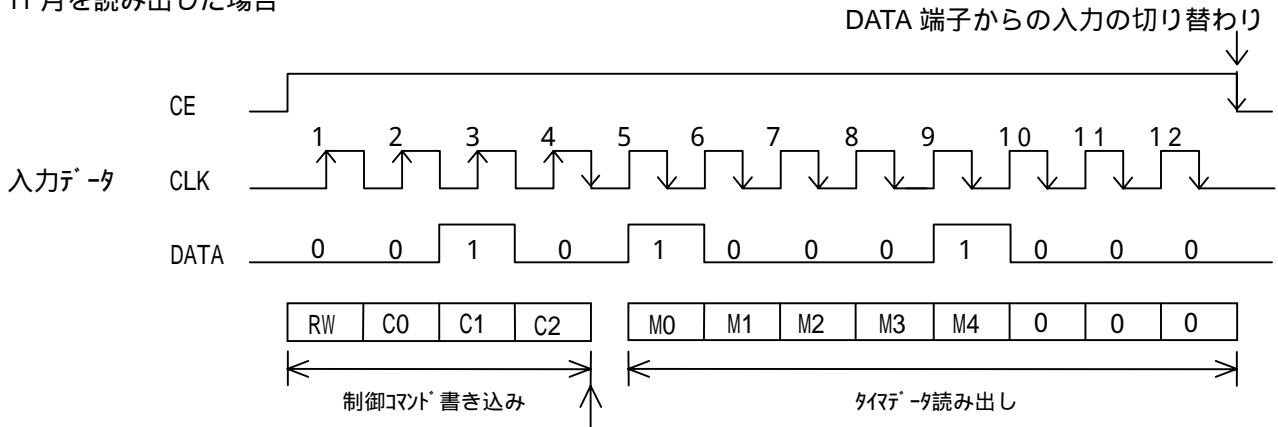 11 月を読み出した場合
DATA 端子からの入力の切り替わり
CE
1 2 3 4 5 6 7 8 9 10 11 12
入力ﾃﾞｰﾀ CLK
DATA 0 0 1 0 1 0 0 0 1 0 0 0
RW C0 C1 C2 M0 M1 M2 M3 M4 0 0 0
制御ｺﾏﾝﾄﾞ書き込み ﾀｲﾏﾃﾞｰﾀ読み出し